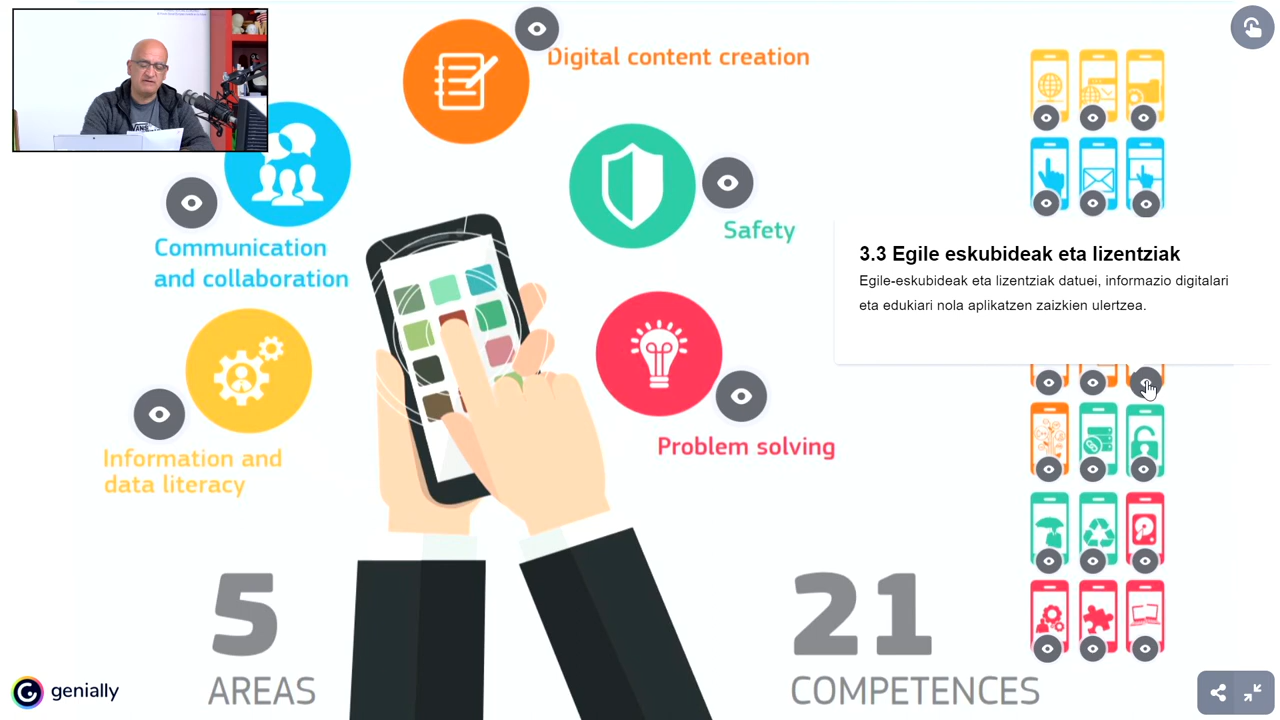 Digital content creation
Communication
and collaboration
Safety
3.3 Egile eskubideak eta lizentziak
Egile-eskubideak eta lizentziak datuei, informazio digitalari
eta edukiari nola aplikatzen zaizkien ulertzea.
Information and
data literacy
Problem solving
5
AREAS
21
COMPETENCES
genially